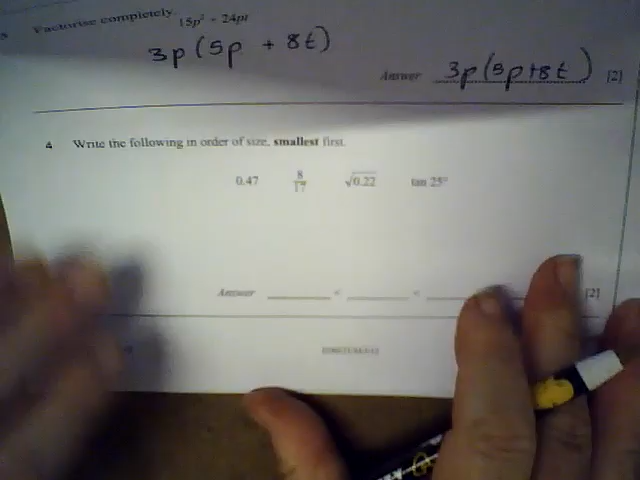 Factorise completely. 15p² + 24pt
3p(5p + 8t)
Answer 3p(5p+8t) [2]
4 Write the following in order of size, smallest first.
0.47 8/17 √0.22 tan 25°
Answer < < [2]